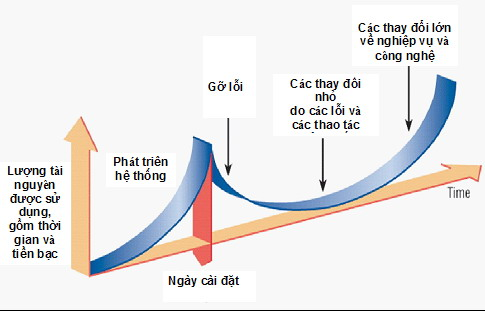 Các thay đổi lớn
về nghiệp vụ và
công nghệ
Gỡ lỗi
Các thay đổi
nhỏ
do các lỗi và
các thao tác
Phát triển
hệ thống
Lượng tài
nguyên
được sử
dụng,
gồm thời
gian và
tiền bạc
Time
Ngày cài đặt